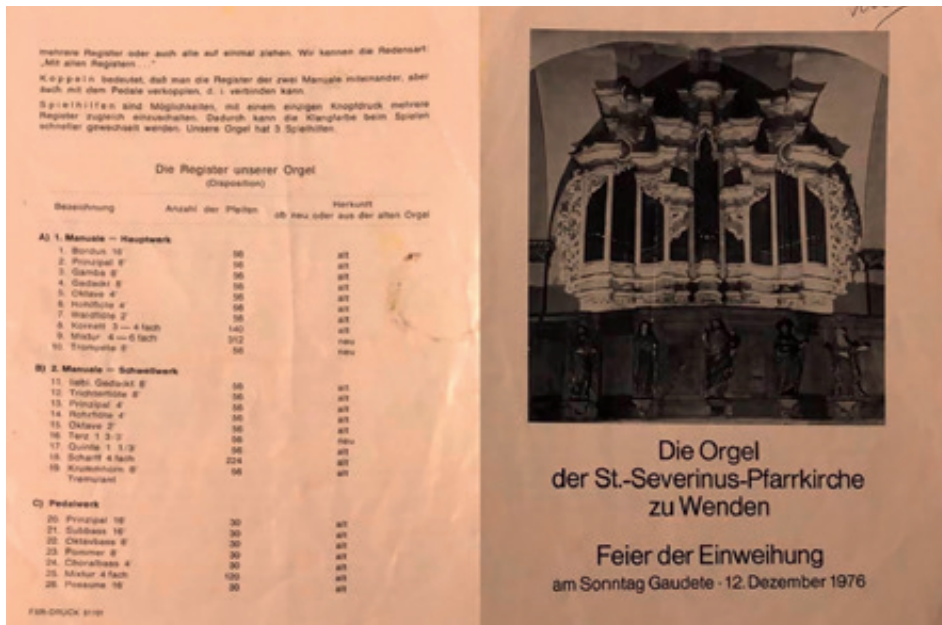 mehrere Register oder auch alle auf einmal ziehen. Wir kennen die Redensart:
„Mit allen Registern . . ."
Koppeln bedeutet, daß man die Register der zwei Manuale miteinander, aber
auch mit dem Pedale verkoppeln, d. i. verbinden kann.
Spielhilfen sind Möglichkeiten, mit einem einzigen Knopfdruck mehrere
Register zugleich einzuschalten. Dadurch kann die Klangfarbe beim Spielen
schneller gewechselt werden. Unsere Orgel hat 3 Spielhilfen.
Die Register unserer Orgel
(Disposition)
Bezeichnung Anzahl der Pfeifen Herkunft
ob neu oder aus der alten Orgel
A) 1. Manuale — Hauptwerk
1. Bordun 16' 56 alt
2. Prinzipal 8' 56 alt
3. Gamba 8' 56 alt
4. Gedackt 8' 56 alt
5. Oktave 4' 56 alt
6. Hohlflöte 4' 56 alt
7. Waldflöte 2' 56 alt
8. Kornett 3 — 4 fach 140 alt
9. Mixtur 4 — 6 fach 312 neu
10. Trompete 8' 56 neu
B) 2. Manuale — Schwellwerk
11. liebl. Gedackt 8' 56 alt
12. Trichterflöte 8' 56 alt
13. Prinzipal 4' 56 alt
14. Rohrflöte 4' 56 alt
15. Oktave 2' 56 alt
16. Terz 1 3/5' 56 neu
17. Quinte 1 1/3' 56 alt
18. Scharff 4 fach 224 alt
19. Krummhorn 8' 56 alt
Tremulant
C) Pedalwerk
20. Prinzipal 16' 30 alt
21. Subbass 16' 30 alt
22. Oktavbass 8' 30 alt
23. Pommer 8' 30 alt
24. Choralbass 4' 30 alt
25. Mixtur 4 fach 120 alt
26. Posaune 16' 30 alt
Die Orgel
der St.-Severinus-Pfarrkirche
zu Wenden
Feier der Einweihung
am Sonntag Gaudete · 12. Dezember 1976